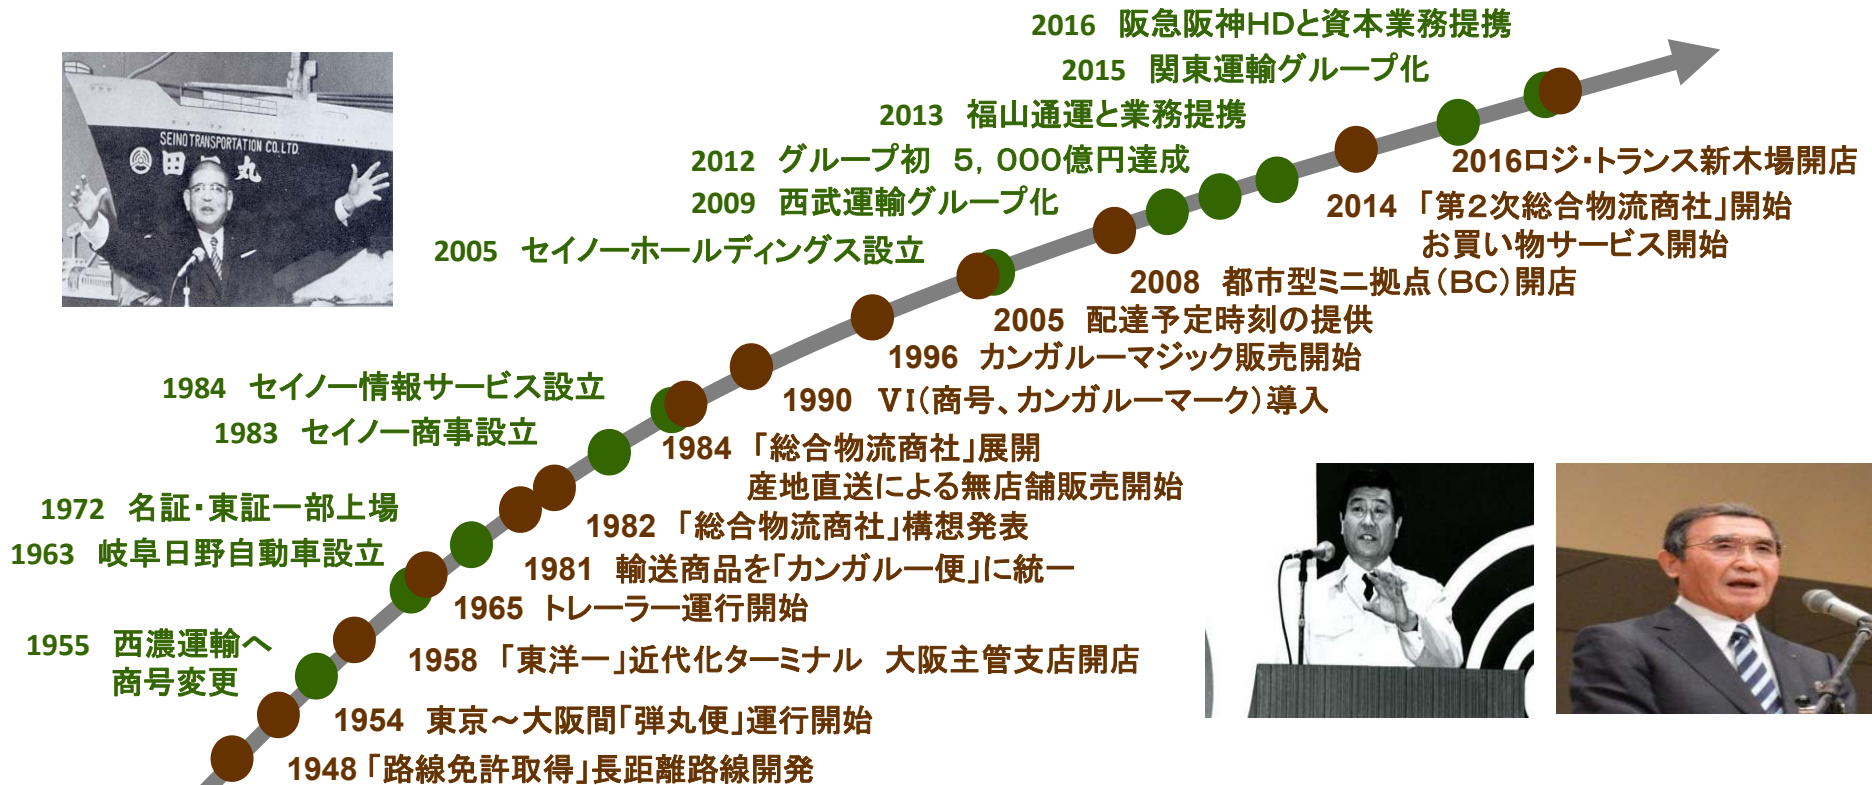 2016 阪急阪神HDと資本業務提携
2015 関東運輸グループ化
2013 福山通運と業務提携
2012 グループ初 5,000億円達成
2009 西武運輸グループ化
2005 セイノーホールディングス設立
1984 セイノー情報サービス設立
1983 セイノー商事設立
1972 名証・東証一部上場
1963 岐阜日野自動車設立
1955 西濃運輸へ
商号変更
SEINO TRANSPORTATION CO.LTD.
田 丸
2016ロジ・トランス新木場開店
2014 「第2次総合物流商社」開始
お買い物サービス開始
2008 都市型ミニ拠点(BC)開店
2005 配達予定時刻の提供
1996 カンガルーマジック販売開始
1990 VI(商号、カンガルーマーク)導入
1984 「総合物流商社」展開
産地直送による無店舗販売開始
1982 「総合物流商社」構想発表
1981 輸送商品を「カンガルー便」に統一
1965 トレーラー運行開始
1958 「東洋一」近代化ターミナル 大阪主管支店開店
1954 東京~大阪間「弾丸便」運行開始
1948「路線免許取得」長距離路線開発